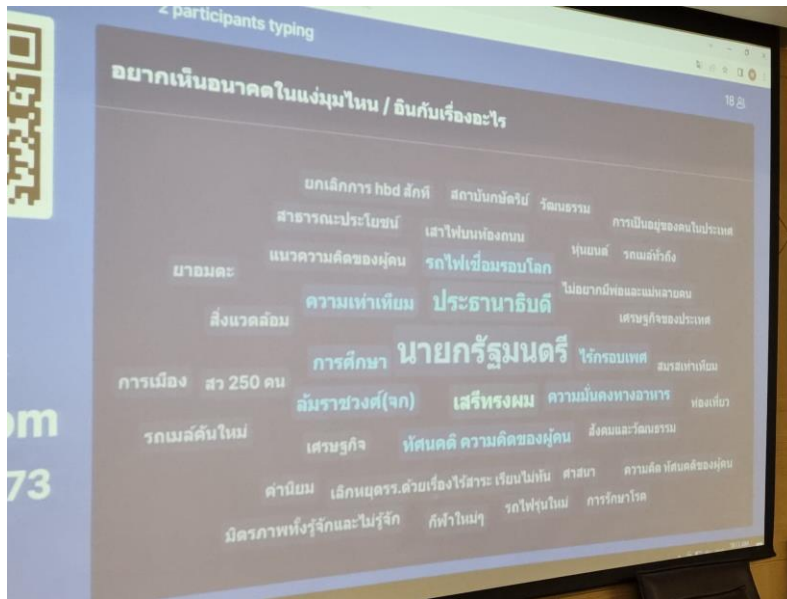 2 participants typing
18
อยากเห็นอนาคตในแง่มุมไหน / อินกับเรื่องอะไร
ยกเลิกการ hbd สักที สถาบันกษัตริย์ วัฒนธรรม
สาธารณะประโยชน์ เสาไฟบนท้องถนน การเป็นอยู่ของคนในประเทศ
แนวความคิดของผู้คน รถไฟเชื่อมรอบโลก หุ่นยนต์ รถเมล์ทั่วถึง
ยาอมตะ ความเท่าเทียม ประธานาธิบดี ไม่อยากมีพ่อและแม่หลายคน
สิ่งแวดล้อม เศรษฐกิจของประเทศ
การศึกษา นายกรัฐมนตรี ไร้กรอบเพศ สมรสเท่าเทียม
การเมือง สว 250 คน ล้มราชวงศ์(จก) เสรีทรงผม ความมั่นคงทางอาหาร ท่องเที่ยว
รถเมล์คันใหม่ เศรษฐกิจ ทัศนคติ ความคิดของผู้คน สังคมและวัฒนธรรม
ค่านิยม เลิกหยุดรร.ด้วยเรื่องไร้สาระ เรียนไม่ทัน ศาสนา ความคิด ทัศนคติของผู้คน
มิตรภาพทั้งรู้จักและไม่รู้จัก กีฬาใหม่ๆ รถไฟรุ่นใหม่ การรักษาโรค
om
73